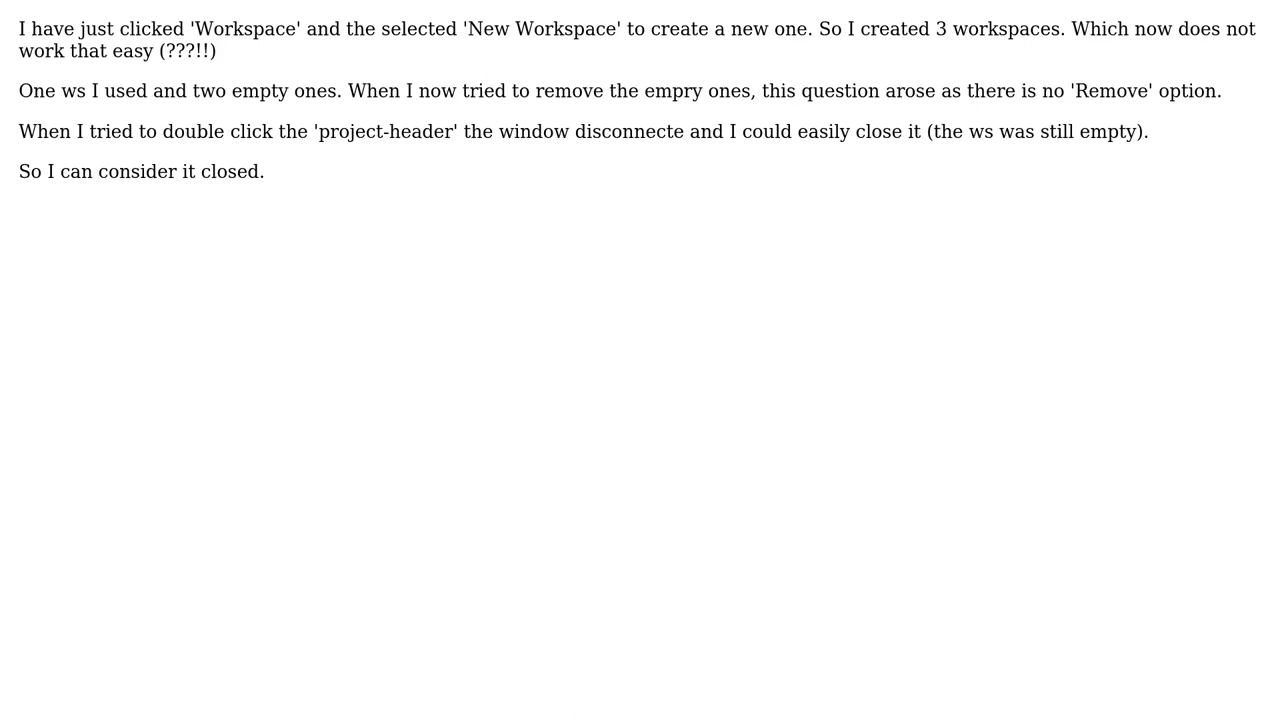 I have just clicked 'Workspace' and the selected 'New Workspace' to create a new one. So I created 3 workspaces. Which now does not
work that easy (???!!)
One ws I used and two empty ones. When I now tried to remove the empry ones, this question arose as there is no 'Remove' option.
When I tried to double click the 'project-header' the window disconnecte and I could easily close it (the ws was still empty).
So I can consider it closed.